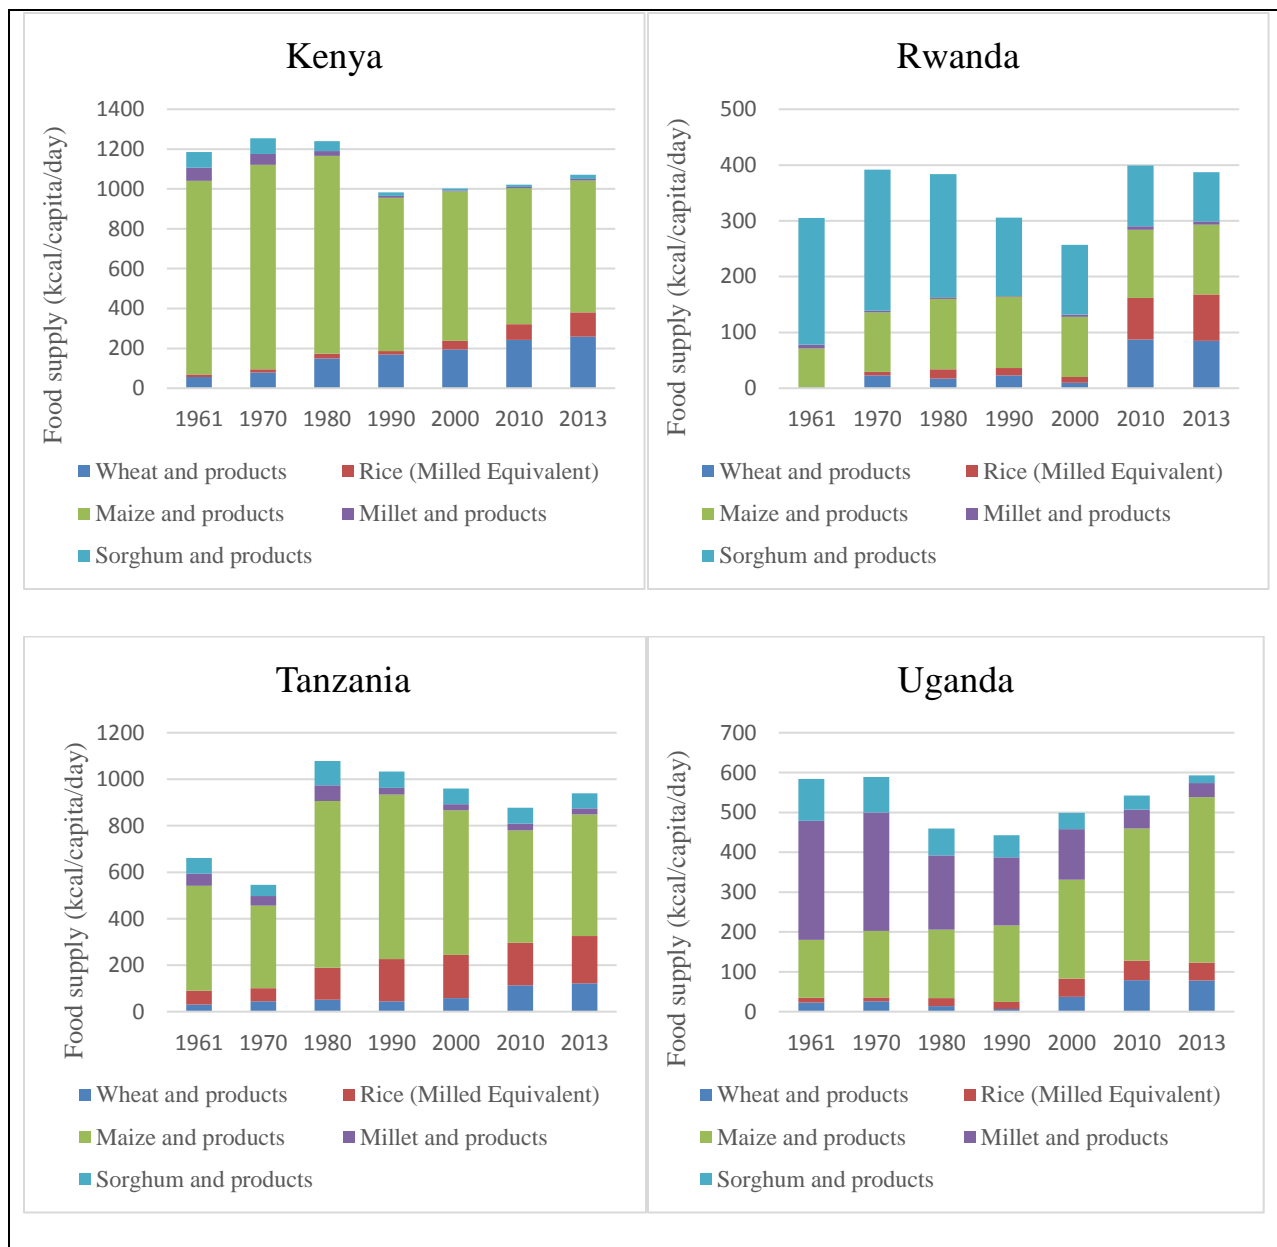 Kenya
Food supply (kcal/capita/day)
1400
1200
1000
800
600
400
200
0
1961 1970 1980 1990 2000 2010 2013
Wheat and products Rice (Milled Equivalent)
Maize and products Millet and products
Sorghum and products
Rwanda
Food supply (kcal/capita/day)
500
400
300
200
100
0
1961 1970 1980 1990 2000 2010 2013
Wheat and products Rice (Milled Equivalent)
Maize and products Millet and products
Sorghum and products
Tanzania
Food supply (kcal/capita/day)
1200
1000
800
600
400
200
0
1961 1970 1980 1990 2000 2010 2013
Wheat and products Rice (Milled Equivalent)
Maize and products Millet and products
Sorghum and products
Uganda
Food supply (kcal/capita/day)
700
600
500
400
300
200
100
0
1961 1970 1980 1990 2000 2010 2013
Wheat and products Rice (Milled Equivalent)
Maize and products Millet and products
Sorghum and products